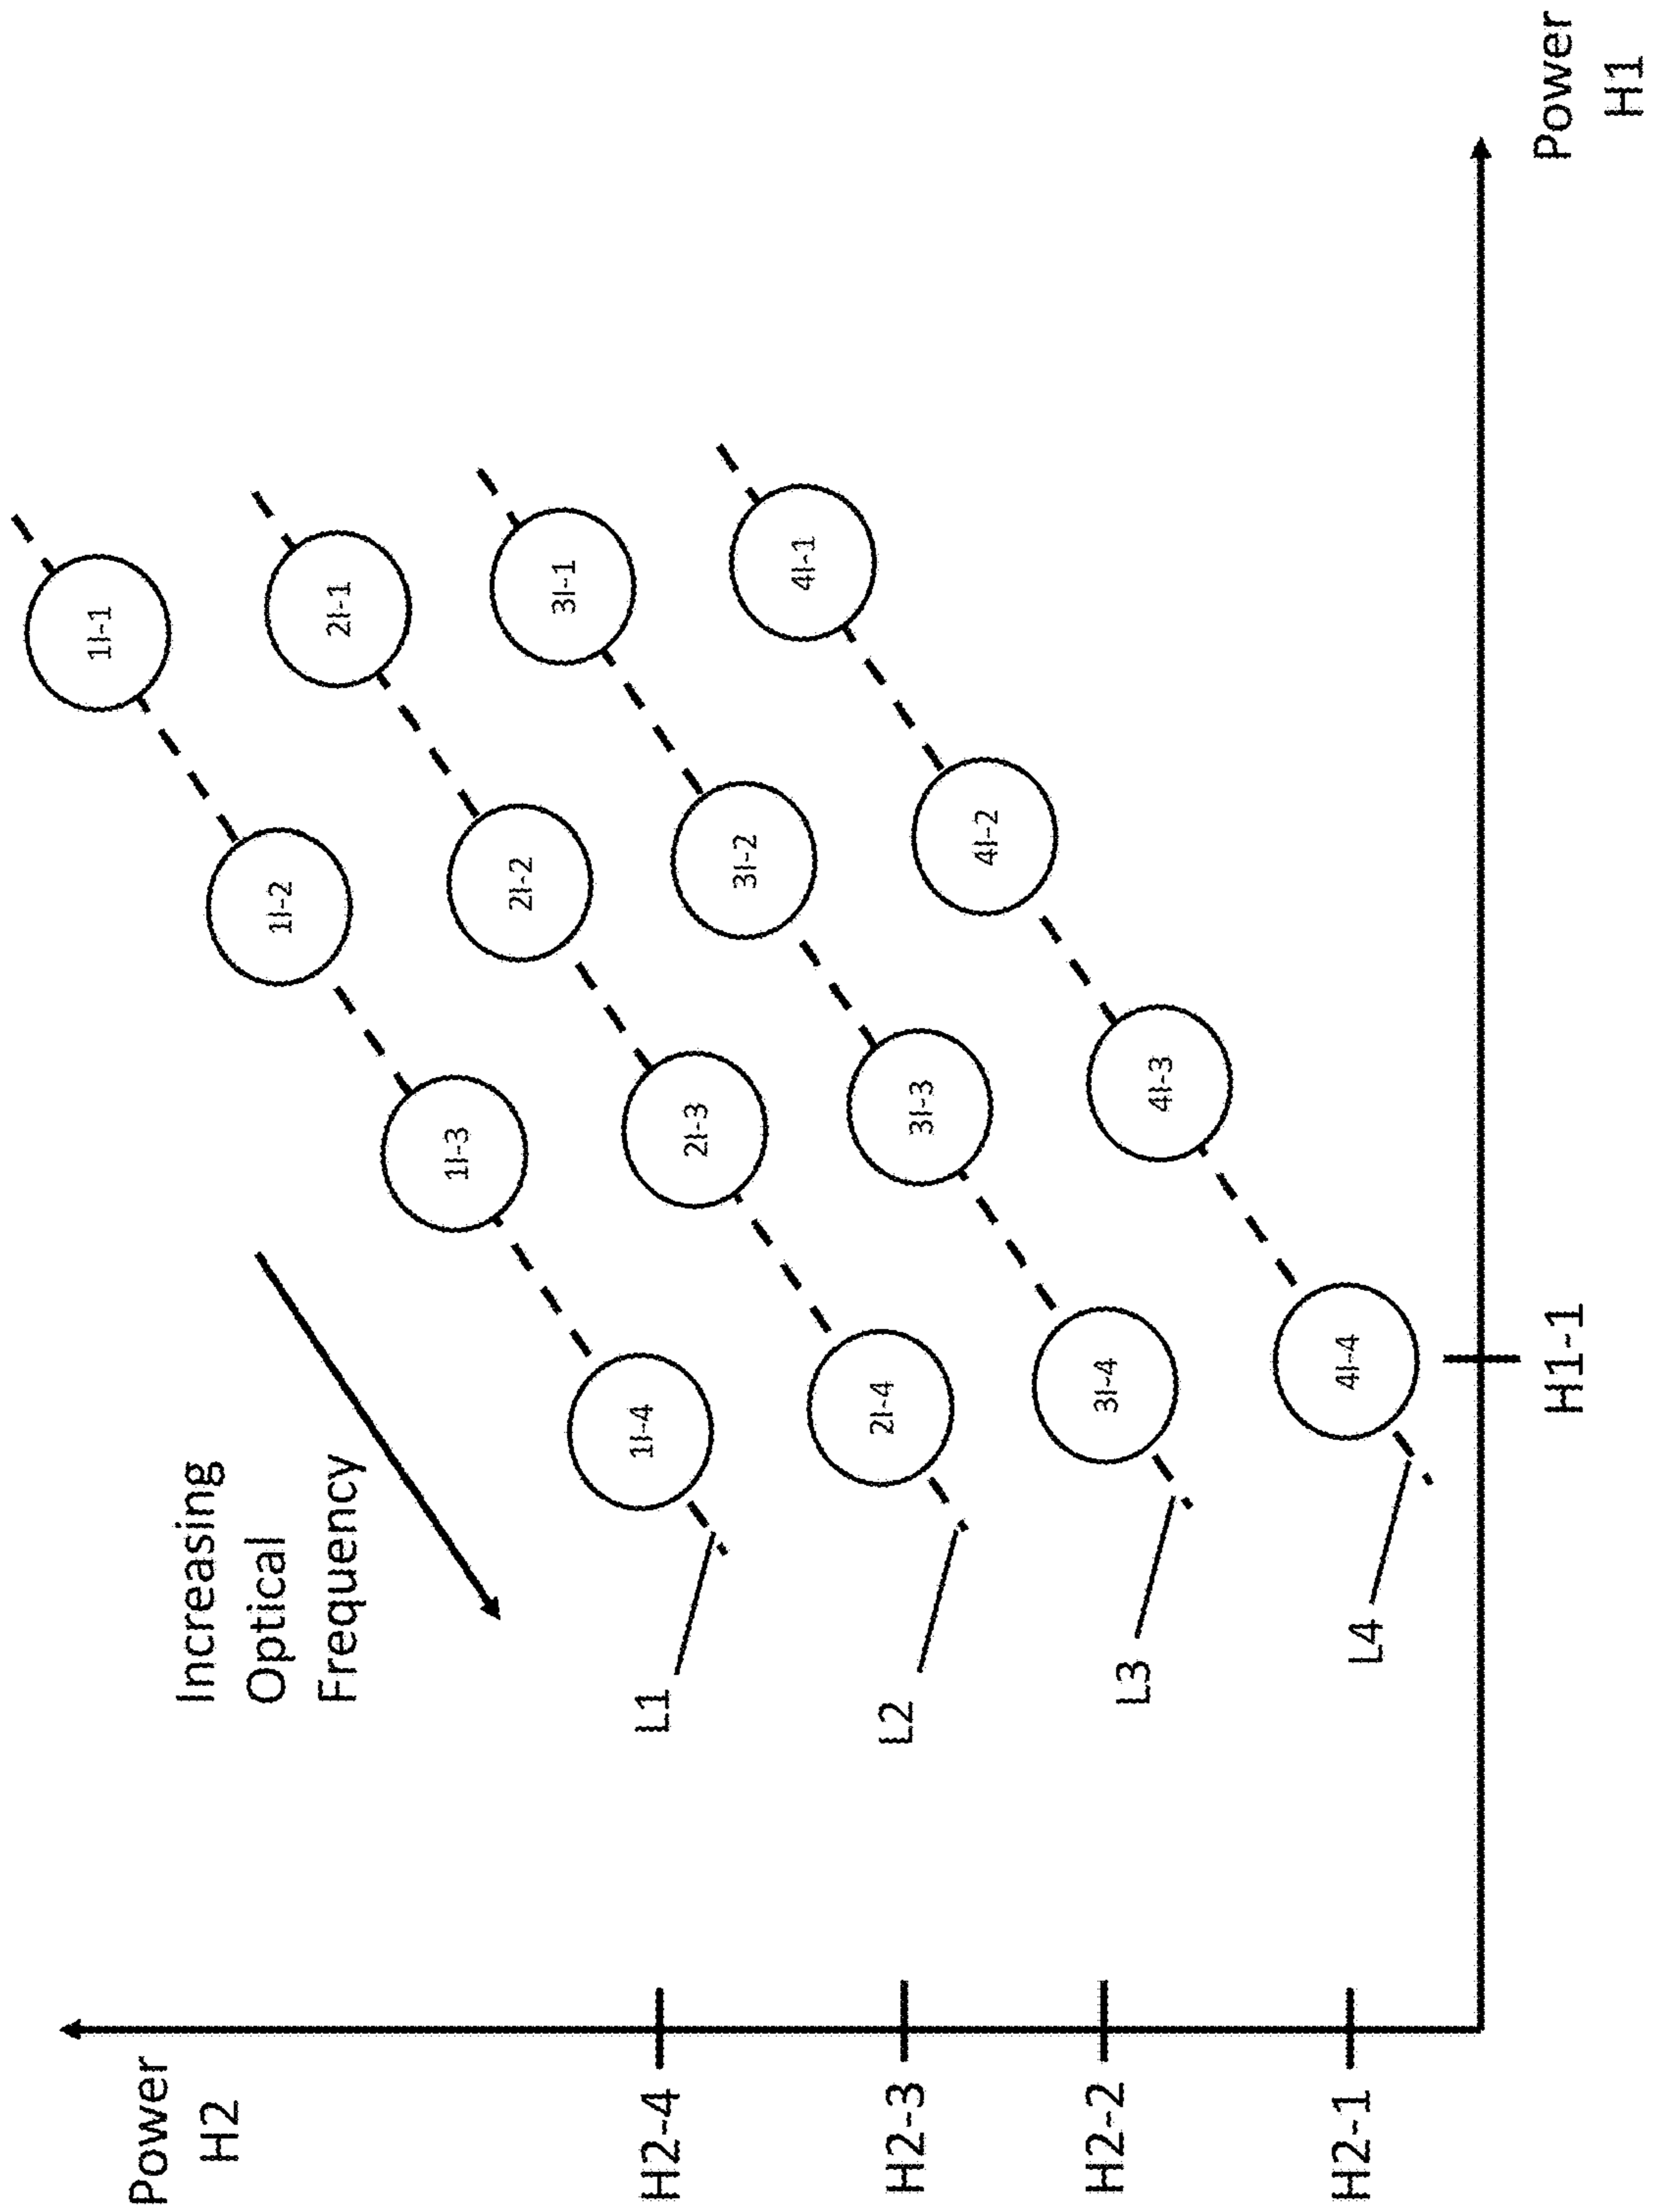 Power
H2
Increasing
Optical
Frequency
1I-1
1I-2
1I-3
1I-4
L1
H2-4
2I-1
2I-2
2I-3
2I-4
L2
H2-3
3I-1
3I-2
3I-3
3I-4
L3
H2-2
4I-1
4I-2
4I-3
4I-4
L4
H2-1
H1-1
Power
H1